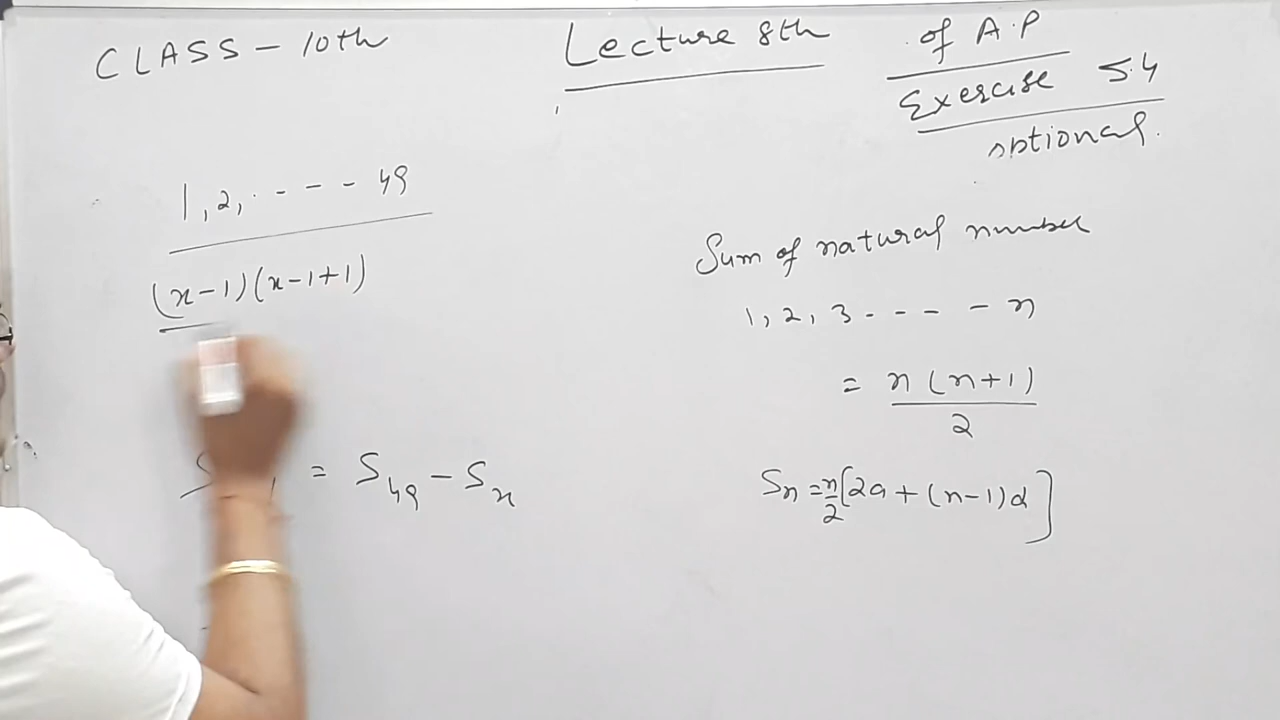 CLASS - 10th
Lecture 8th
of A.P
Exercise 5.4
optional.
1, 2, . - - - 49
(x-1)(x-1+1)
= S49 - Sx
Sum of natural number
1, 2, 3 - - - - n
= n(n+1)/2
Sn = n/2[2a + (n-1)d]